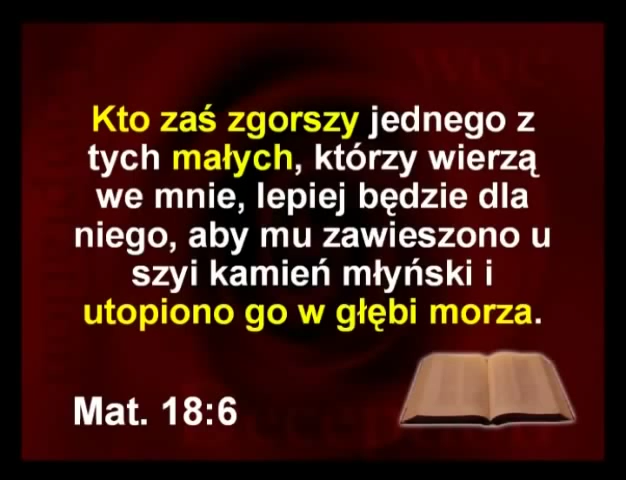 Kto zaś zgorszy jednego z
tych małych, którzy wierzą
we mnie, lepiej będzie dla
niego, aby mu zawieszono u
szyi kamień młyński i
utopiono go w głębi morza.
Mat. 18:6